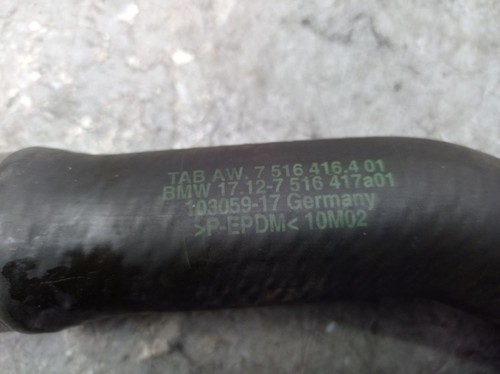 TAB AW. 7 516 416.4 01
BMW 17.12-7 516 417a01
103059-17 Germany
>P-EPDM< 10M02